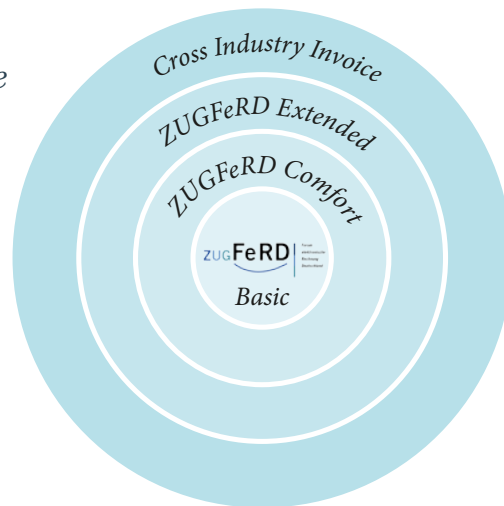 e
Cross Industry Invoice
ZUGFeRD Extended
ZUGFeRD Comfort
ZUGFeRD
Basic